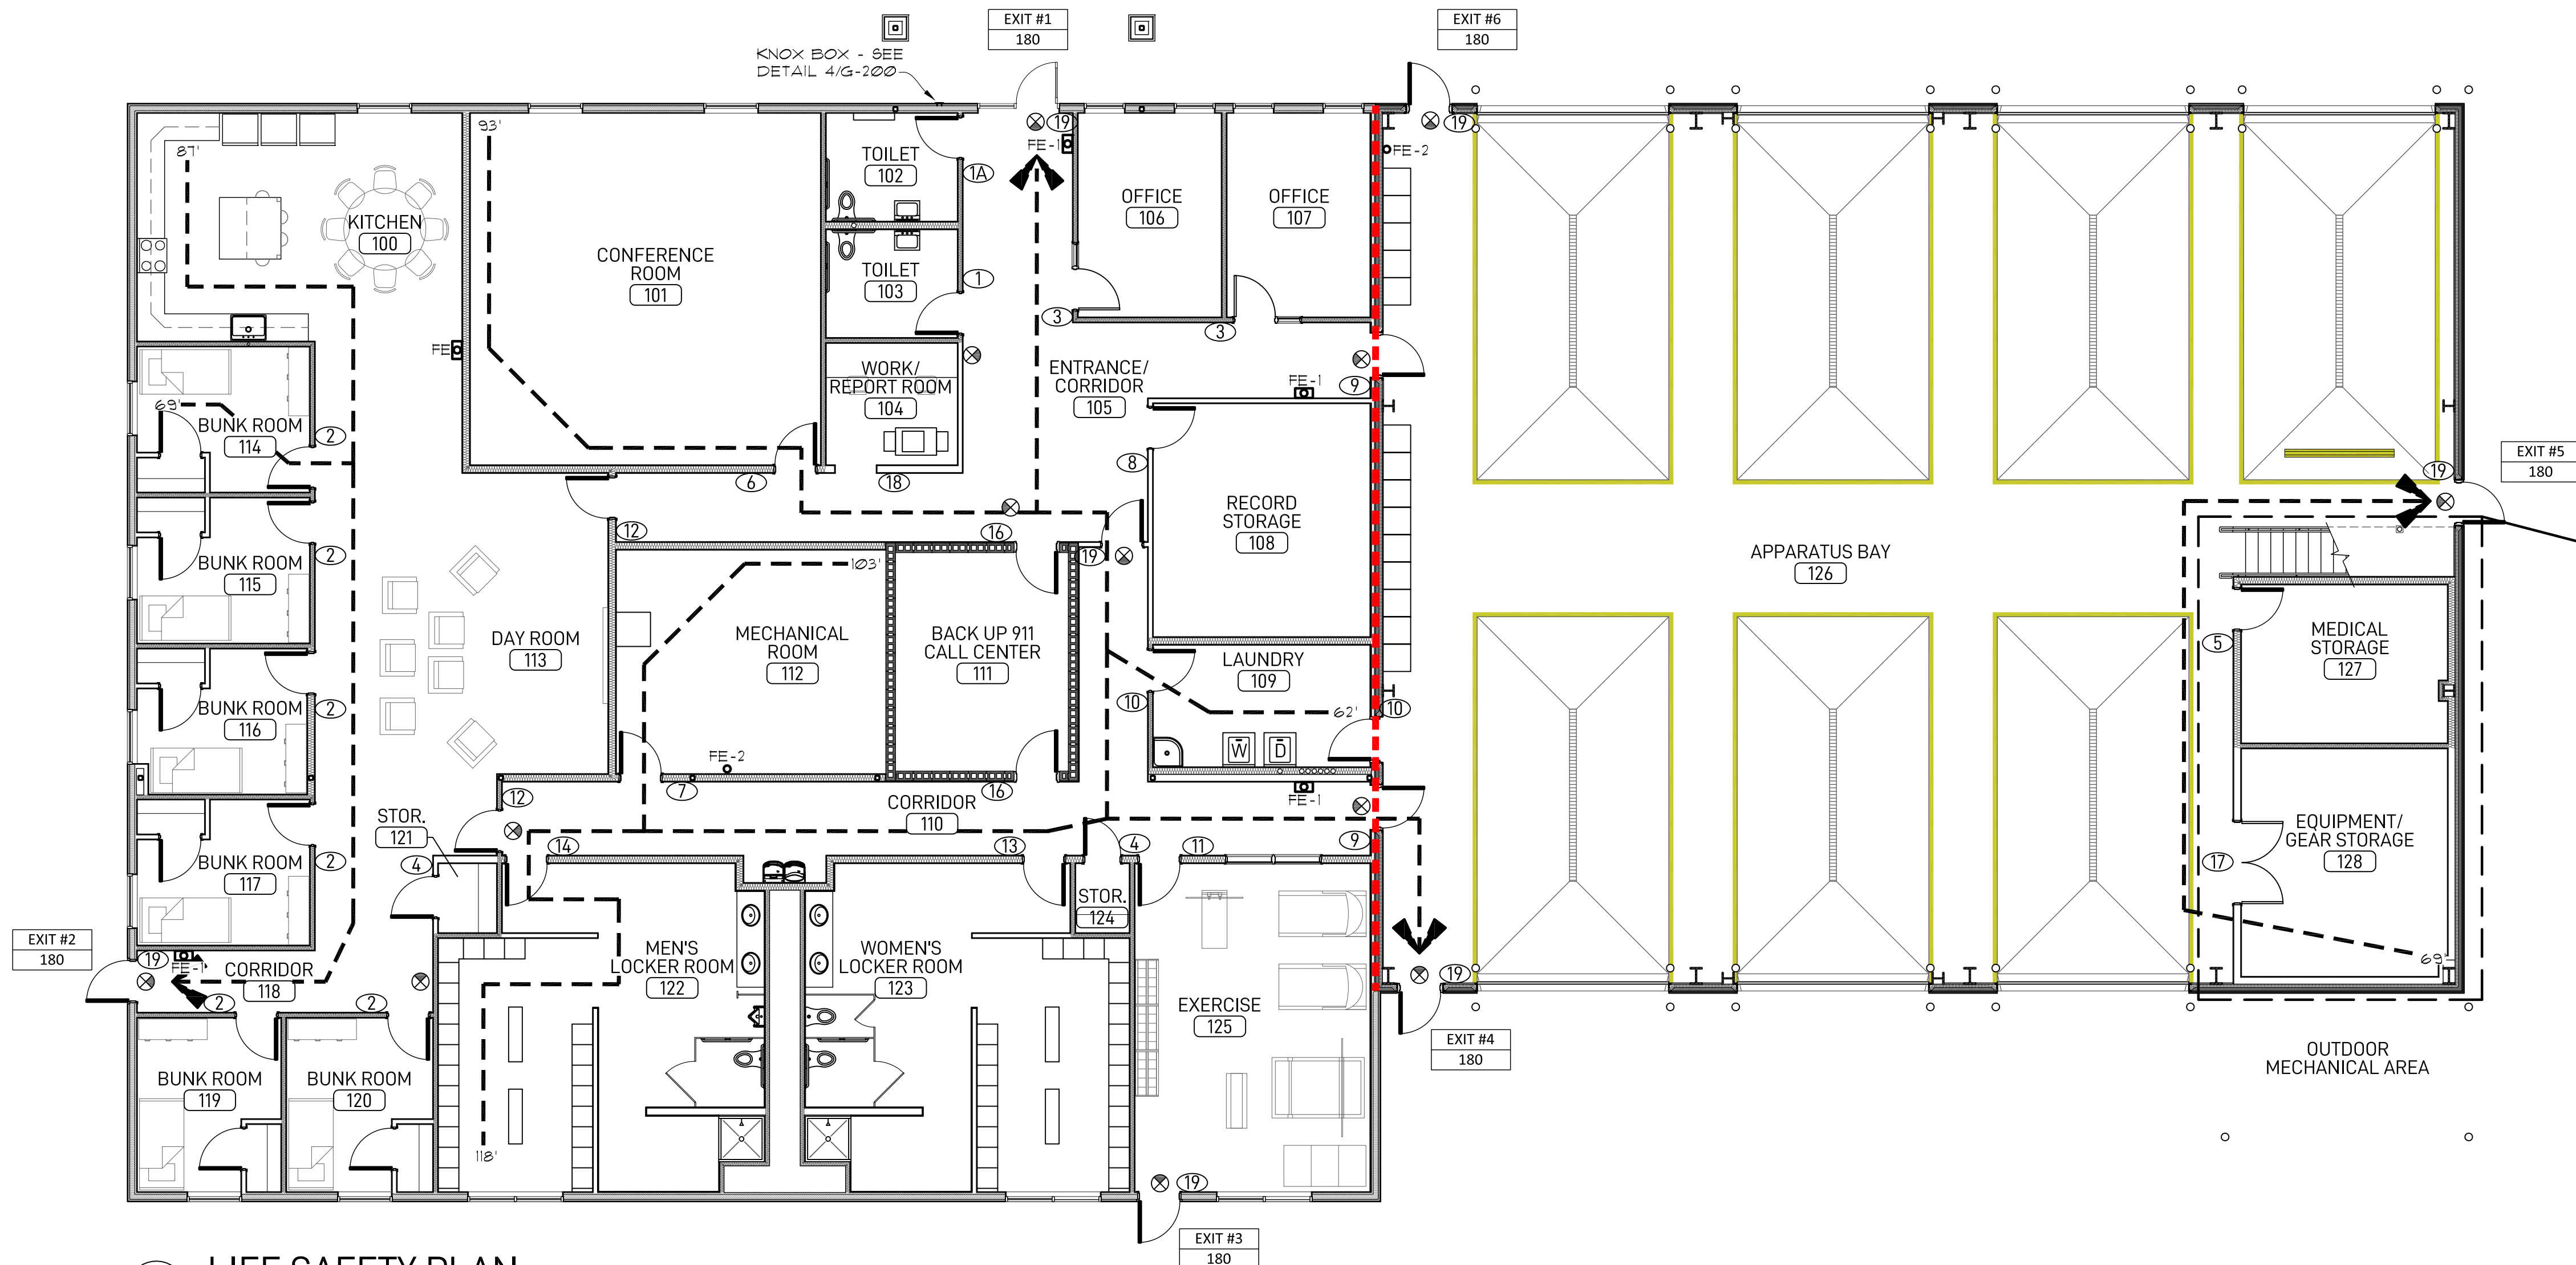 EXIT #1
180
EXIT #6
180
KNOX BOX - SEE
DETAIL 4/G-200
93'
87'
19
FE-1
19
FE-2
TOILET
102
1A
OFFICE
106
OFFICE
107
KITCHEN
100
CONFERENCE
ROOM
101
TOILET
103
1
3
3
FE
WORK/
REPORT ROOM
104
ENTRANCE/
CORRIDOR
105
FE-1
9
69'
BUNK ROOM
114
2
6
18
8
EXIT #5
180
19
RECORD
STORAGE
108
12
16
19
BUNK ROOM
115
2
103'
APPARATUS BAY
126
DAY ROOM
113
MECHANICAL
ROOM
112
BACK UP 911
CALL CENTER
111
LAUNDRY
109
5
MEDICAL
STORAGE
127
BUNK ROOM
116
2
10
62'
10
W
D
FE-2
7
16
FE-1
12
CORRIDOR
110
STOR.
121
4
14
13
4
11
9
EQUIPMENT/
GEAR STORAGE
128
17
BUNK ROOM
117
2
STOR.
124
EXIT #2
180
19
FE-1
CORRIDOR
118
MEN'S
LOCKER ROOM
122
WOMEN'S
LOCKER ROOM
123
69'
19
2
2
EXERCISE
125
EXIT #4
180
OUTDOOR
MECHANICAL AREA
BUNK ROOM
119
BUNK ROOM
120
118'
19
EXIT #3
180
LIFE SAFETY PLAN